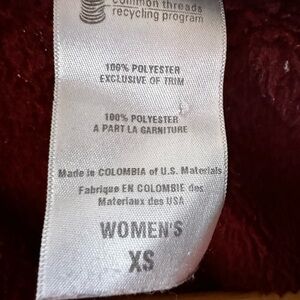 common threads
recycling program
100% POLYESTER
EXCLUSIVE OF TRIM
100% POLYESTER
A PART LA GARNITURE
Made in COLOMBIA of U.S. Materials
Fabrique EN COLOMBIE des
Materiaux des USA
WOMEN'S
XS